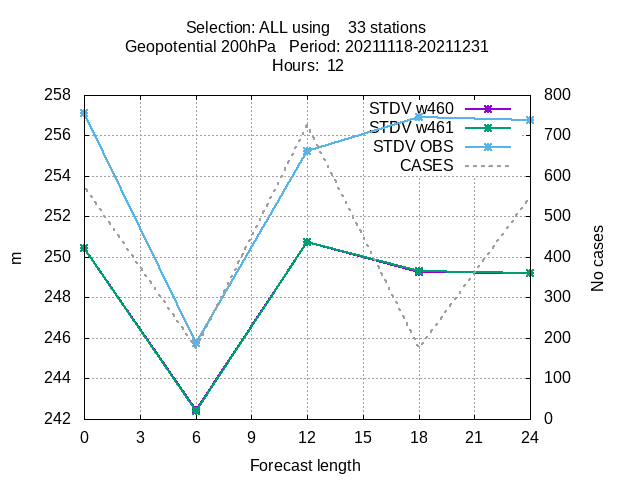 Selection: ALL using 33 stations
Geopotential 200hPa Period: 20211118-20211231
Hours: 12
258 800
STDV w460
256 700
STDV w461
STDV OBS
CASES
254 600
252 500
250 400
m
No cases
248 300
246 200
244 100
242 0
0 3 6 9 12 15 18 21 24
Forecast length